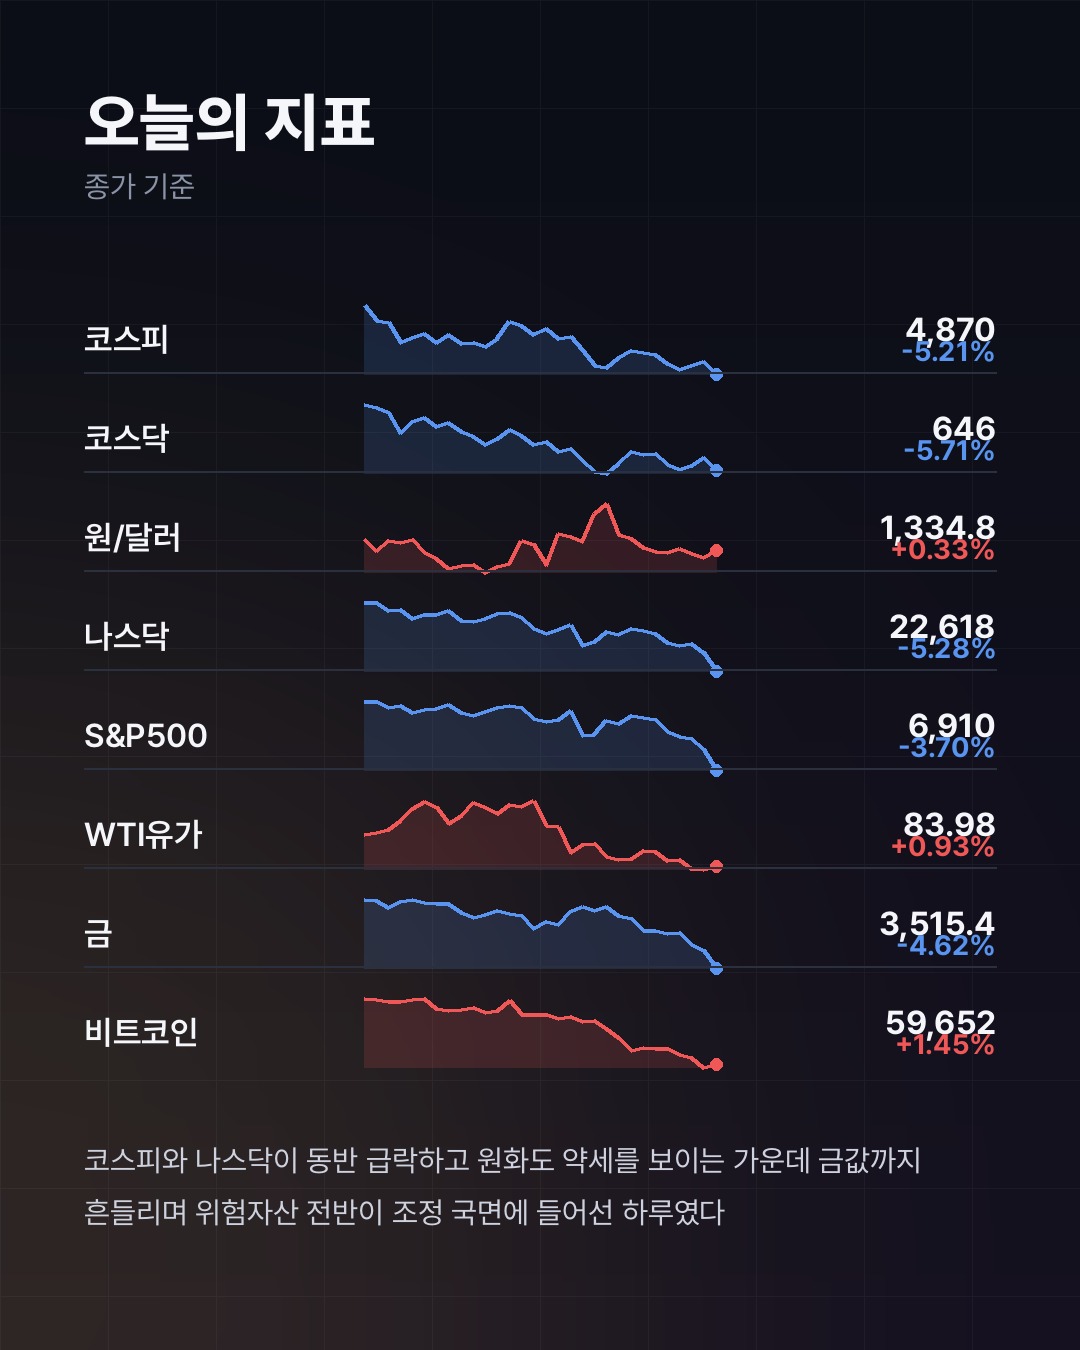 오늘의 지표
종가 기준
코스피
4,870
-5.21%
코스닥
646
-5.71%
원/달러
1,334.8
+0.33%
나스닥
22,618
-5.28%
S&P500
6,910
-3.70%
WTI유가
83.98
+0.93%
금
3,515.4
-4.62%
비트코인
59,652
+1.45%
코스피와 나스닥이 동반 급락하고 원화도 약세를 보이는 가운데 금값까지
흔들리며 위험자산 전반이 조정 국면에 들어선 하루였다